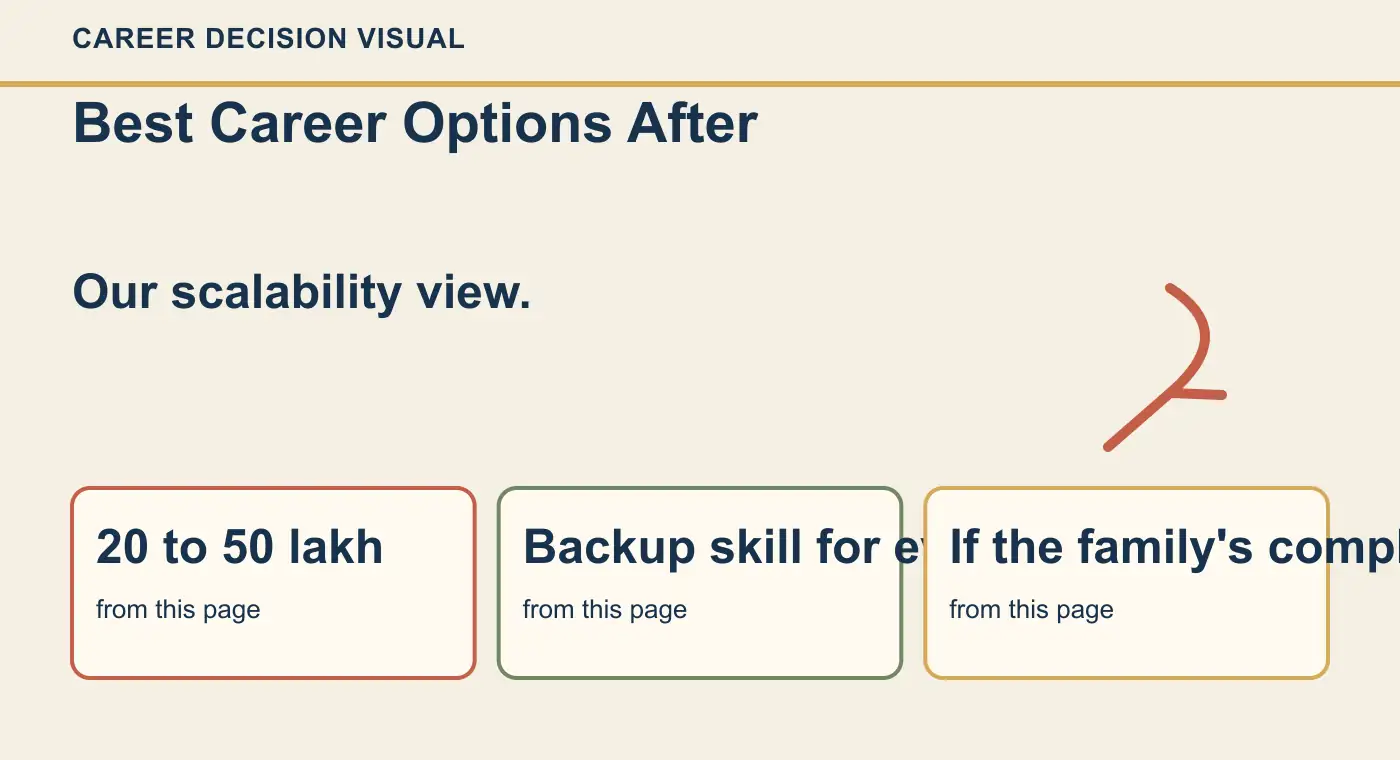 CAREER DECISION VISUAL
Best Career Options After
Our scalability view.
20 to 50 lakh
from this page
Backup skill for
from this page
If the family's
from this page